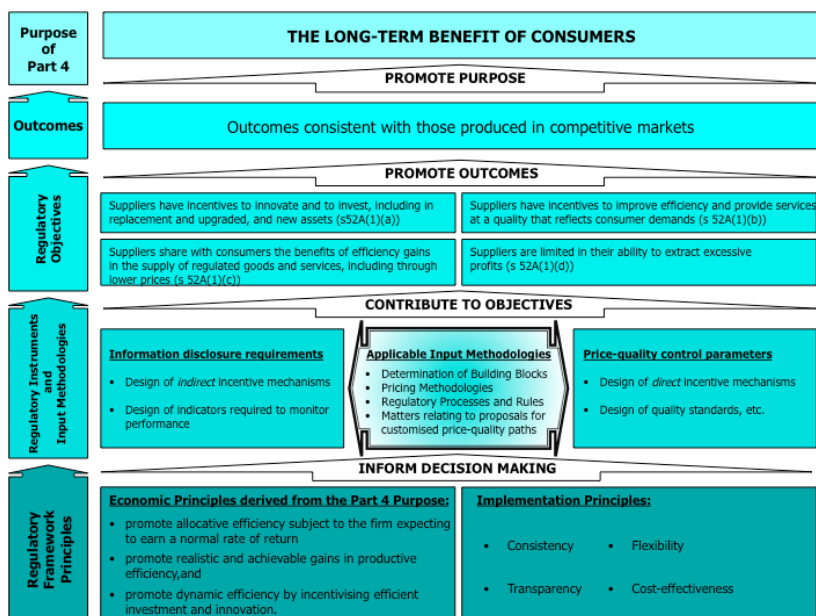 Purpose
of
Part 4
THE LONG-TERM BENEFIT OF CONSUMERS
PROMOTE PURPOSE
Outcomes
Outcomes consistent with those produced in competitive markets
PROMOTE OUTCOMES
Regulatory
Objectives
Suppliers have incentives to innovate and to invest, including in
replacement and upgraded, and new assets (s52A(1)(a))
Suppliers have incentives to improve efficiency and provide services
at a quality that reflects consumer demands (s 52A(1)(b))
Suppliers share with consumers the benefits of efficiency gains
in the supply of regulated goods and services, including through
lower prices (s 52A(1)(c))
Suppliers are limited in their ability to extract excessive
profits (s 52A(1)(d))
CONTRIBUTE TO OBJECTIVES
Regulatory Instruments
and
Input Methodologies
Information disclosure requirements
• Design of indirect incentive mechanisms
• Design of indicators required to monitor
performance
Applicable Input Methodologies
• Determination of Building Blocks
• Pricing Methodologies
• Regulatory Processes and Rules
• Matters relating to proposals for
customised price-quality paths
Price-quality control parameters
• Design of direct incentive mechanisms
• Design of quality standards, etc.
INFORM DECISION MAKING
Regulatory
Framework
Principles
Economic Principles derived from the Part 4 Purpose:
• promote allocative efficiency subject to the firm expecting
to earn a normal rate of return
• promote realistic and achievable gains in productive
efficiency,and
• promote dynamic efficiency by incentivising efficient
investment and innovation.
Implementation Principles:
• Consistency • Flexibility
• Transparency • Cost-effectiveness